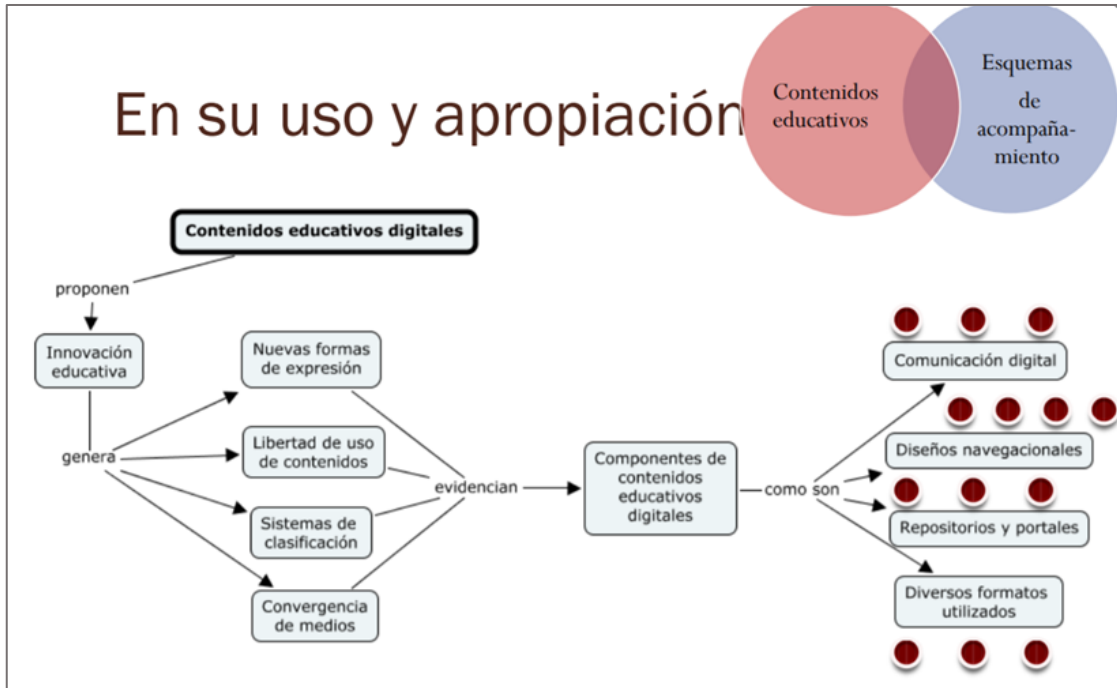 En su uso y apropiación
Contenidos
educativos
Esquemas
de
acompaña-
miento
Contenidos educativos digitales
proponen
Innovación
educativa
genera
Nuevas formas
de expresión
Libertad de uso
de contenidos
Sistemas de
clasificación
Convergencia
de medios
evidencian
Componentes de
contenidos
educativos
digitales
como son
Comunicación digital
Diseños navegacionales
Repositorios y portales
Diversos formatos
utilizados